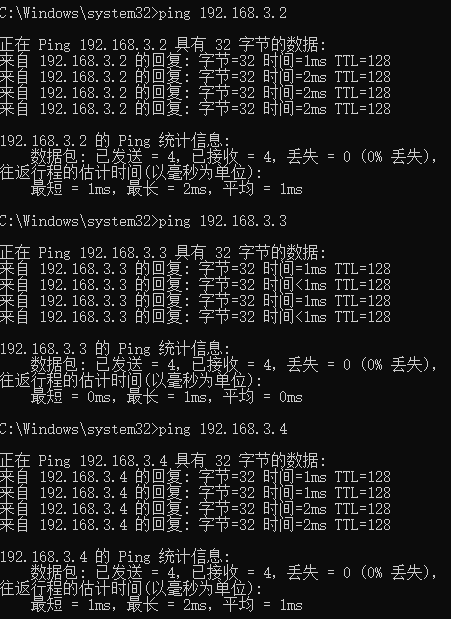 C:\Windows\system32>ping 192.168.3.2
正在 Ping 192.168.3.2 具有 32 字节的数据:
来自 192.168.3.2 的回复: 字节=32 时间=1ms TTL=128
来自 192.168.3.2 的回复: 字节=32 时间=2ms TTL=128
来自 192.168.3.2 的回复: 字节=32 时间=2ms TTL=128
来自 192.168.3.2 的回复: 字节=32 时间=2ms TTL=128
192.168.3.2 的 Ping 统计信息:
数据包: 已发送 = 4, 已接收 = 4, 丢失 = 0 (0% 丢失),
往返行程的估计时间(以毫秒为单位):
最短 = 1ms, 最长 = 2ms, 平均 = 1ms
C:\Windows\system32>ping 192.168.3.3
正在 Ping 192.168.3.3 具有 32 字节的数据:
来自 192.168.3.3 的回复: 字节=32 时间=1ms TTL=128
来自 192.168.3.3 的回复: 字节=32 时间<1ms TTL=128
来自 192.168.3.3 的回复: 字节=32 时间=1ms TTL=128
来自 192.168.3.3 的回复: 字节=32 时间<1ms TTL=128
192.168.3.3 的 Ping 统计信息:
数据包: 已发送 = 4, 已接收 = 4, 丢失 = 0 (0% 丢失),
往返行程的估计时间(以毫秒为单位):
最短 = 0ms, 最长 = 1ms, 平均 = 0ms
C:\Windows\system32>ping 192.168.3.4
正在 Ping 192.168.3.4 具有 32 字节的数据:
来自 192.168.3.4 的回复: 字节=32 时间=1ms TTL=128
来自 192.168.3.4 的回复: 字节=32 时间=1ms TTL=128
来自 192.168.3.4 的回复: 字节=32 时间=2ms TTL=128
来自 192.168.3.4 的回复: 字节=32 时间=2ms TTL=128
192.168.3.4 的 Ping 统计信息:
数据包: 已发送 = 4, 已接收 = 4, 丢失 = 0 (0% 丢失),
往返行程的估计时间(以毫秒为单位):
最短 = 1ms, 最长 = 2ms, 平均 = 1ms